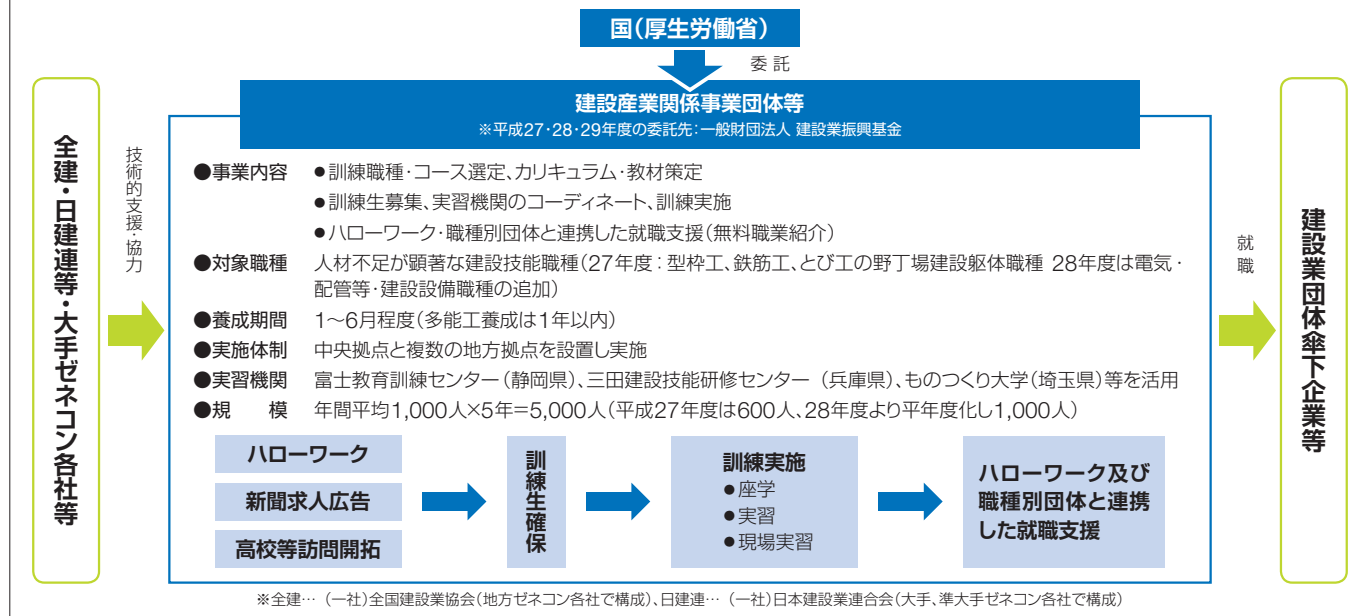 国(厚生労働省)
委託
建設産業関係事業団体等
※平成27・28・29年度の委託先:一般財団法人 建設業振興基金
全建・日建連等・大手ゼネコン各社等
技術的支援・協力
●事業内容 ●訓練職種・コース選定、カリキュラム・教材策定
●訓練生募集、実習機関のコーディネート、訓練実施
●ハローワーク・職種別団体と連携した就職支援(無料職業紹介)
●対象職種 人材不足が顕著な建設技能職種(27年度:型枠工、鉄筋工、とび工の野丁場建設躯体職種 28年度は電気・
配管等・建設設備職種の追加)
●養成期間 1〜6月程度(多能工養成は1年以内)
●実施体制 中央拠点と複数の地方拠点を設置し実施
●実習機関 富士教育訓練センター(静岡県)、三田建設技能研修センター (兵庫県)、ものつくり大学(埼玉県)等を活用
●規 模 年間平均1,000人×5年=5,000人(平成27年度は600人、28年度より平年度化し1,000人)
ハローワーク
新聞求人広告
高校等訪問開拓
訓練生確保
訓練実施
●座学
●実習
●現場実習
ハローワーク及び
職種別団体と連携
した就職支援
就職
建設業団体傘下企業等
※全建… (一社)全国建設業協会(地方ゼネコン各社で構成)、日建連… (一社)日本建設業連合会(大手、準大手ゼネコン各社で構成)